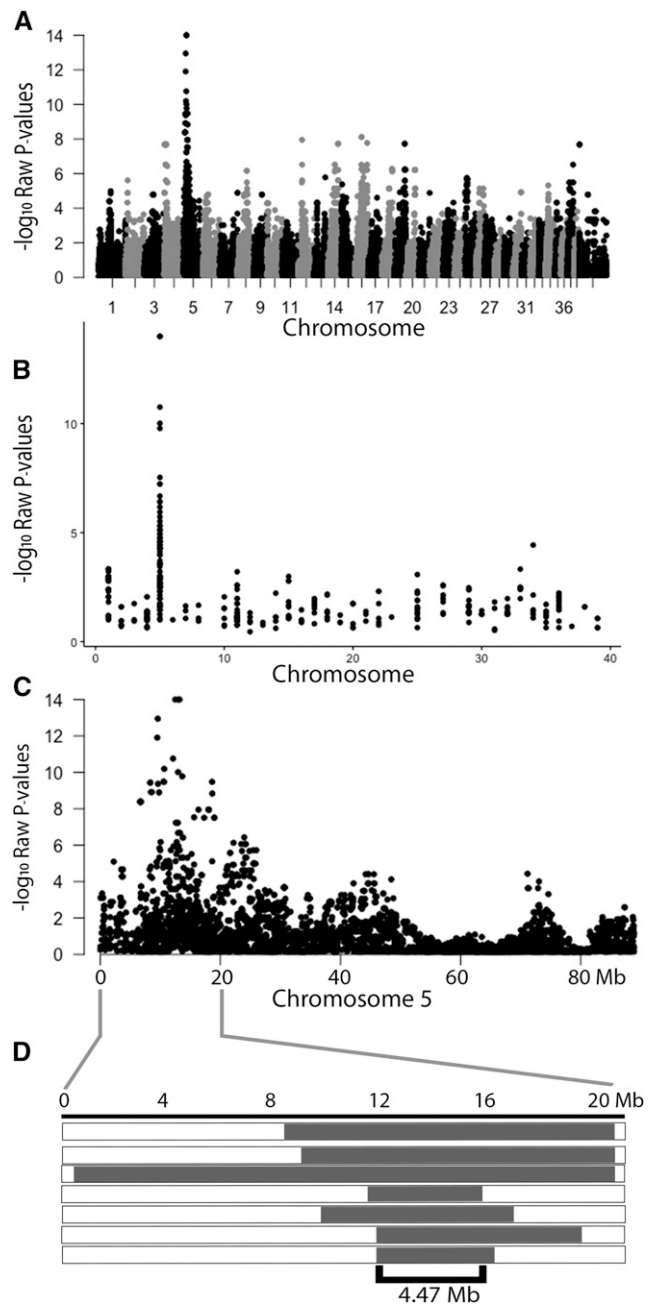 A
-log10 Raw P-values
14
12
10
8
6
4
2
0
1 3 5 7 9 11 14 17 20 23 27 31 36
Chromosome
B
-log10 Raw P-values
10
5
0
0 10 20 30 40
Chromosome
C
-log10 Raw P-values
14
12
10
8
6
4
2
0
0 20 40 60 80 Mb
Chromosome 5
D
0 4 8 12 16 20 Mb
4.47 Mb